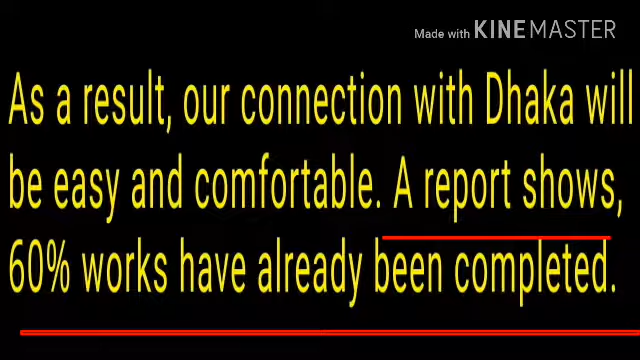 Made with KINEMASTER
As a result, our connection with Dhaka will
be easy and comfortable. A report shows,
60% works have already been completed.